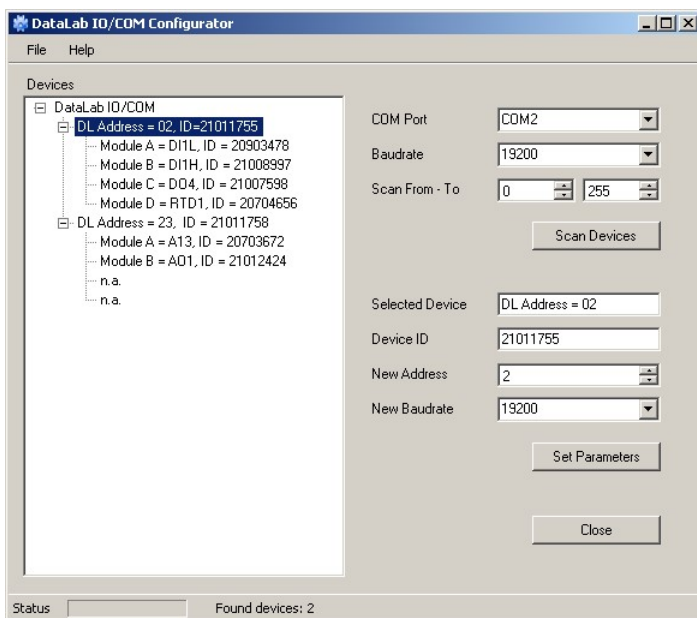 DataLab IO/COM Configurator
File Help
Devices
DataLab IO/COM
DL Address = 02, ID=21011755
Module A = DI1L, ID = 20903478
Module B = DI1H, ID = 21008997
Module C = DO4, ID = 21007598
Module D = RTD1, ID = 20704656
DL Address = 23, ID = 21011758
Module A = A13, ID = 20703672
Module B = AO1, ID = 21012424
n.a.
n.a.
COM Port COM2
Baudrate 19200
Scan From - To 0 255
Scan Devices
Selected Device DL Address = 02
Device ID 21011755
New Address 2
New Baudrate 19200
Set Parameters
Close
Status Found devices: 2